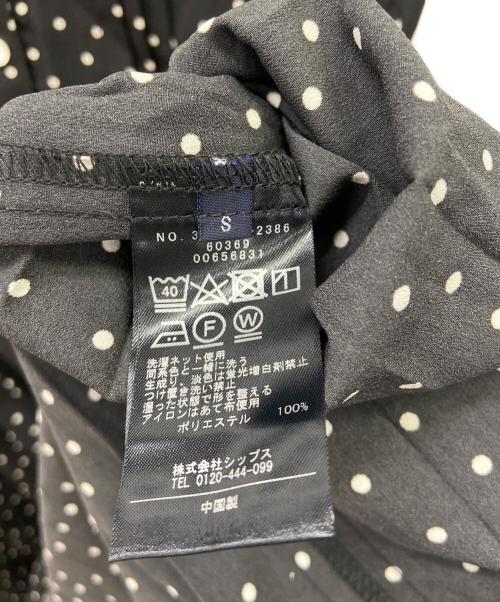 S
NO. 3 -2386
60369
00656831
40
F W
洗濯ネット使用
同系色と一緒に洗う
生成り、淡色は蛍光増白剤禁止
つけ置き洗い禁止
湿った状態で形を整える
アイロンはあて布使用
ポリエステル 100%
株式会社シップス
TEL 0120-444-099
中国製